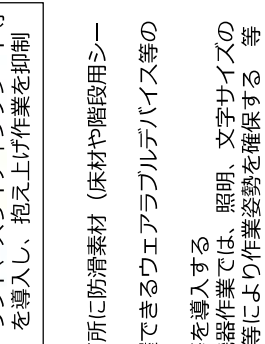 を導入し、抱え上げ作業を抑制
所に防滑素材（床材や階段用シー
できるウェアラブルデバイス等の
を導入する
器作業では、照明、文字サイズの
等により作業姿勢を確保する　等